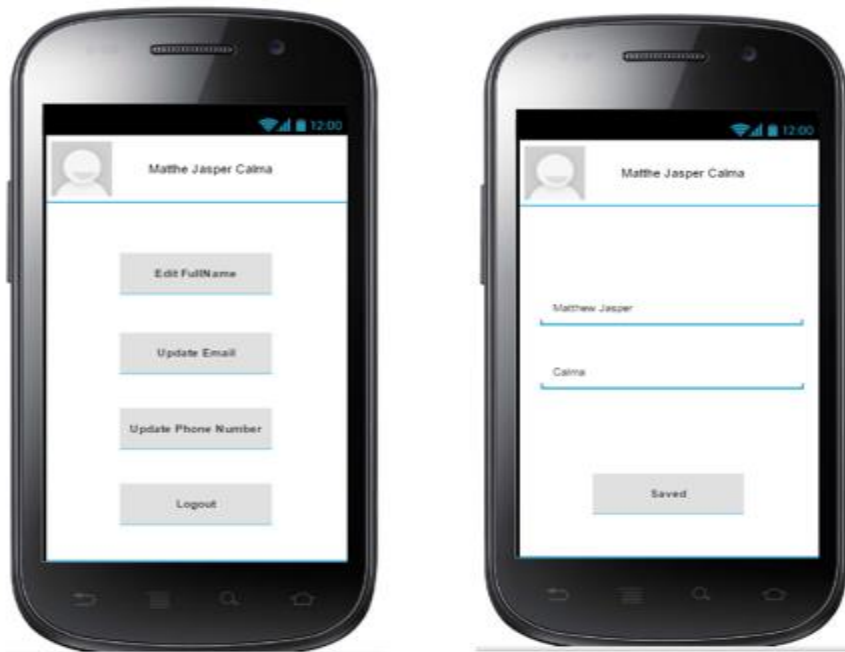 12:00
Matthe Jasper Calma
Edit FullName
Update Email
Update Phone Number
Logout
12:00
Matthe Jasper Calma
Matthew Jasper
Calma
Saved